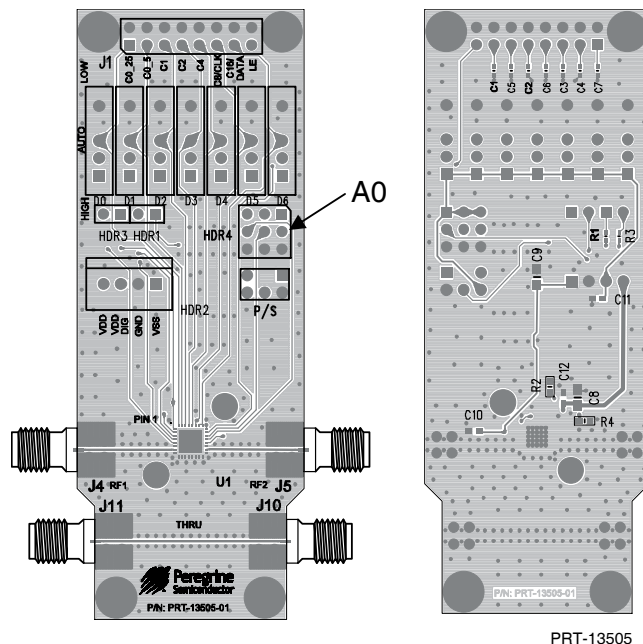 J1
LOW
C0_25
C0_5
C1
C2
C4
C8/CLK
C16/
DATA
LE
AUTO
HIGH
D0 D1 D2 D3 D4 D5 D6
HDR3 HDR1 HDR4
A0
HDR2
P/S
VDD
VDD
DIG
GND
VSS
PIN 1
J4 RF1 U1 RF2 J5
J11 J10
THRU
Peregrine
Semiconductor
P/N: PRT-13505-01
C1
C5
C2
C6
C3
C4
C7
R1
R3
C9
C11
R2
C12
C8
C10
R4
P/N: PRT-13505-01
PRT-13505